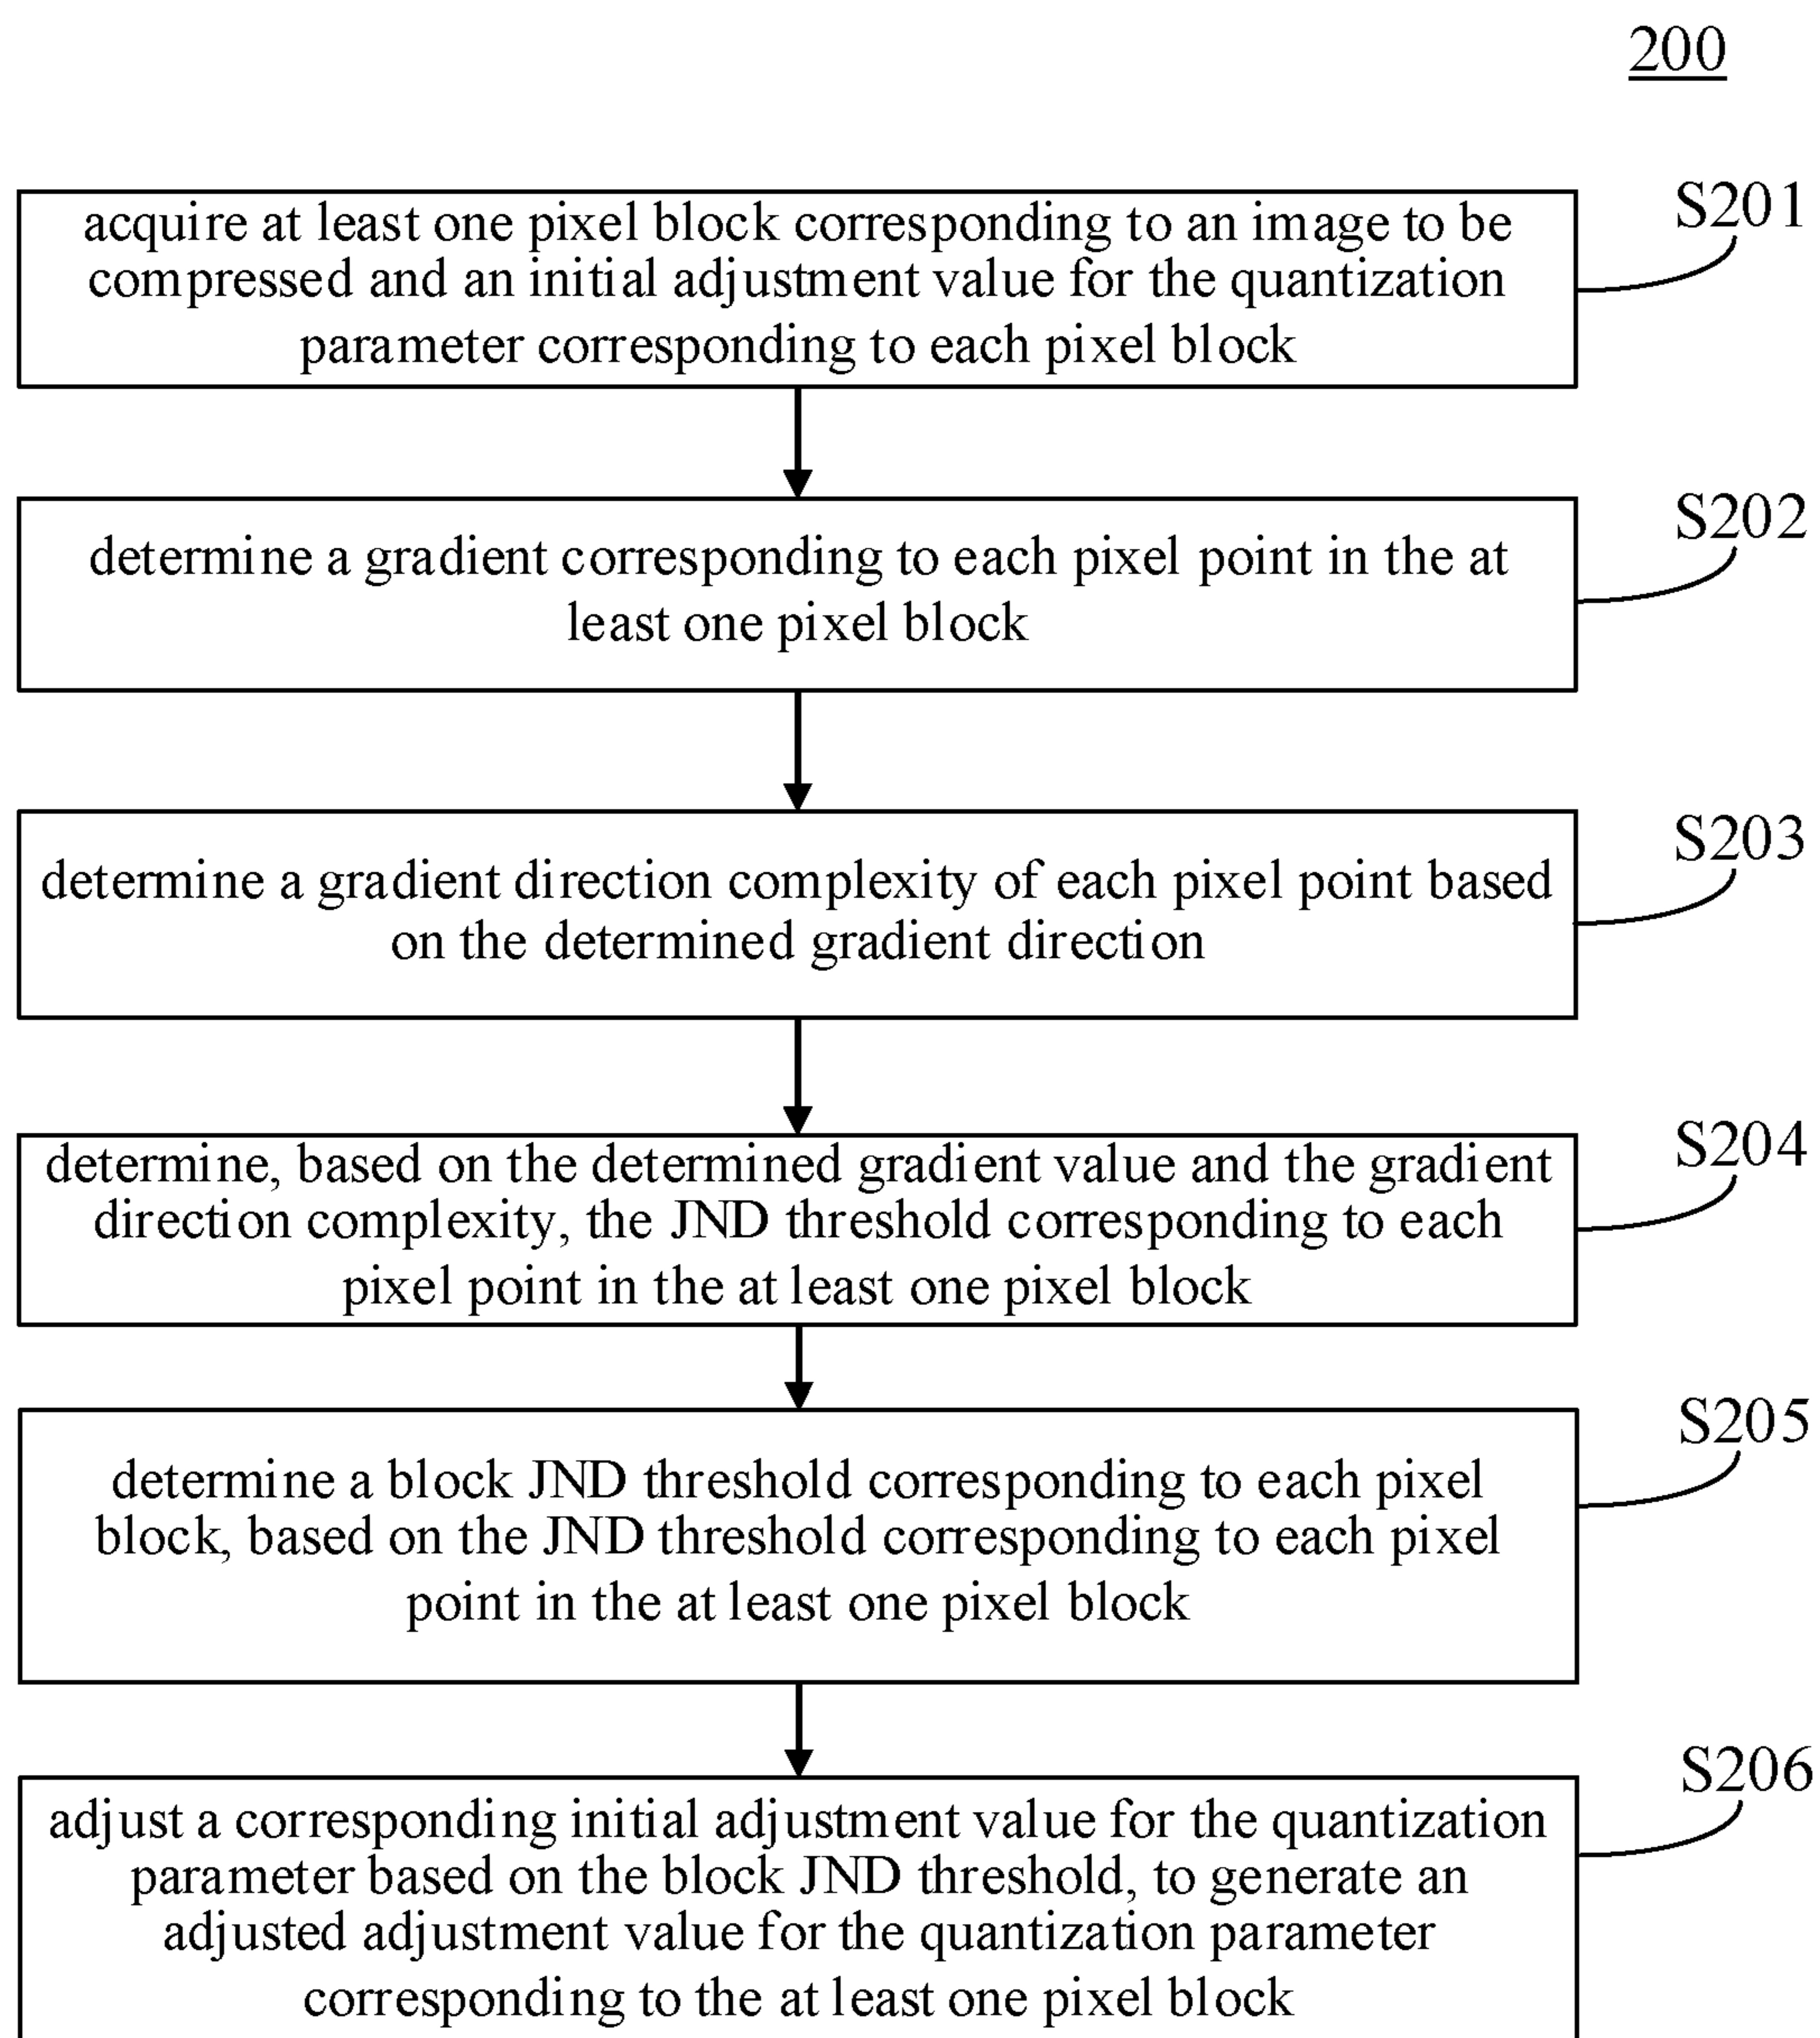 200
S201
acquire at least one pixel block corresponding to an image to be
compressed and an initial adjustment value for the quantization
parameter corresponding to each pixel block
S202
determine a gradient corresponding to each pixel point in the at
least one pixel block
S203
determine a gradient direction complexity of each pixel point based
on the determined gradient direction
S204
determine, based on the determined gradient value and the gradient
direction complexity, the JND threshold corresponding to each
pixel point in the at least one pixel block
S205
determine a block JND threshold corresponding to each pixel
block, based on the JND threshold corresponding to each pixel
point in the at least one pixel block
S206
adjust a corresponding initial adjustment value for the quantization
parameter based on the block JND threshold, to generate an
adjusted adjustment value for the quantization parameter
corresponding to the at least one pixel block